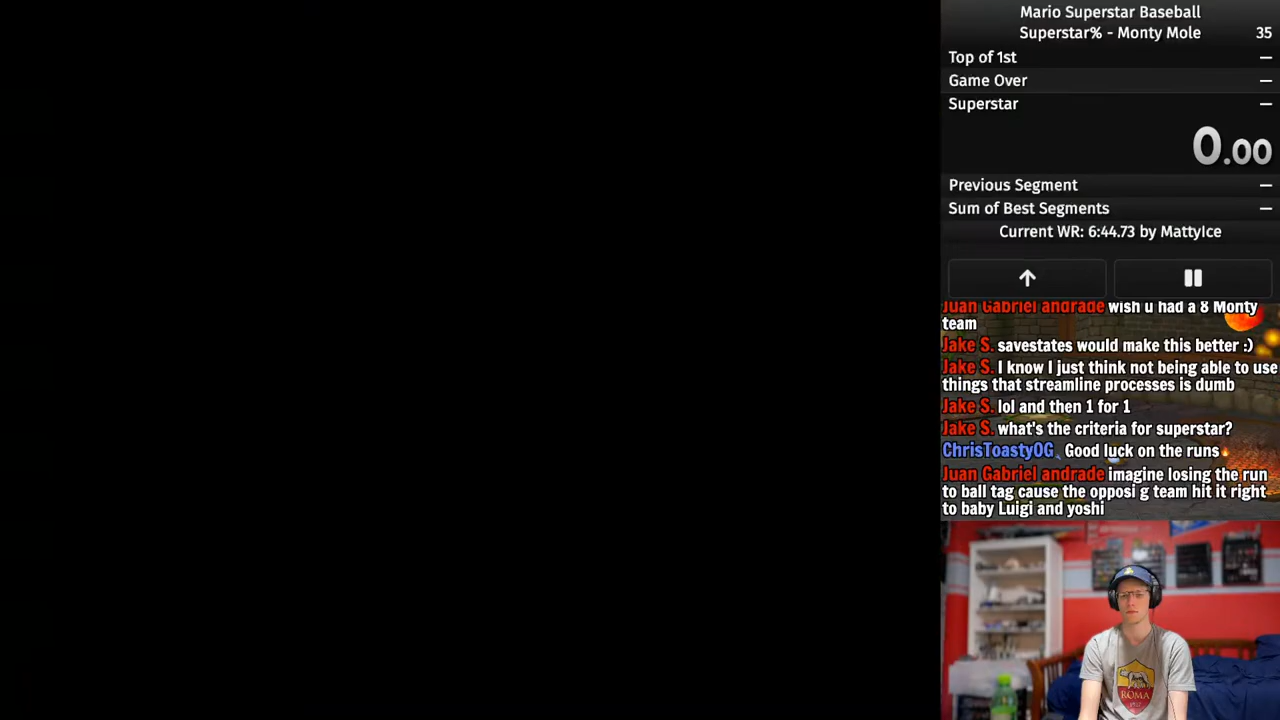 Mario Superstar Baseball
Superstar% - Monty Mole 35
Top of 1st —
Game Over —
Superstar —
0.00
Previous Segment —
Sum of Best Segments —
Current WR: 6:44.73 by MattyIce
Juan Gabriel andrade wish u had a 8 Monty
team
Jake S. savestates would make this better :)
Jake S. I know I just think not being able to use
things that streamline processes is dumb
Jake S. lol and then 1 for 1
Jake S. what's the criteria for superstar?
ChrisToastyOG Good luck on the runs
Juan Gabriel andrade imagine losing the run
to ball tag cause the opposi g team hit it right
to baby Luigi and yoshi
ROMA